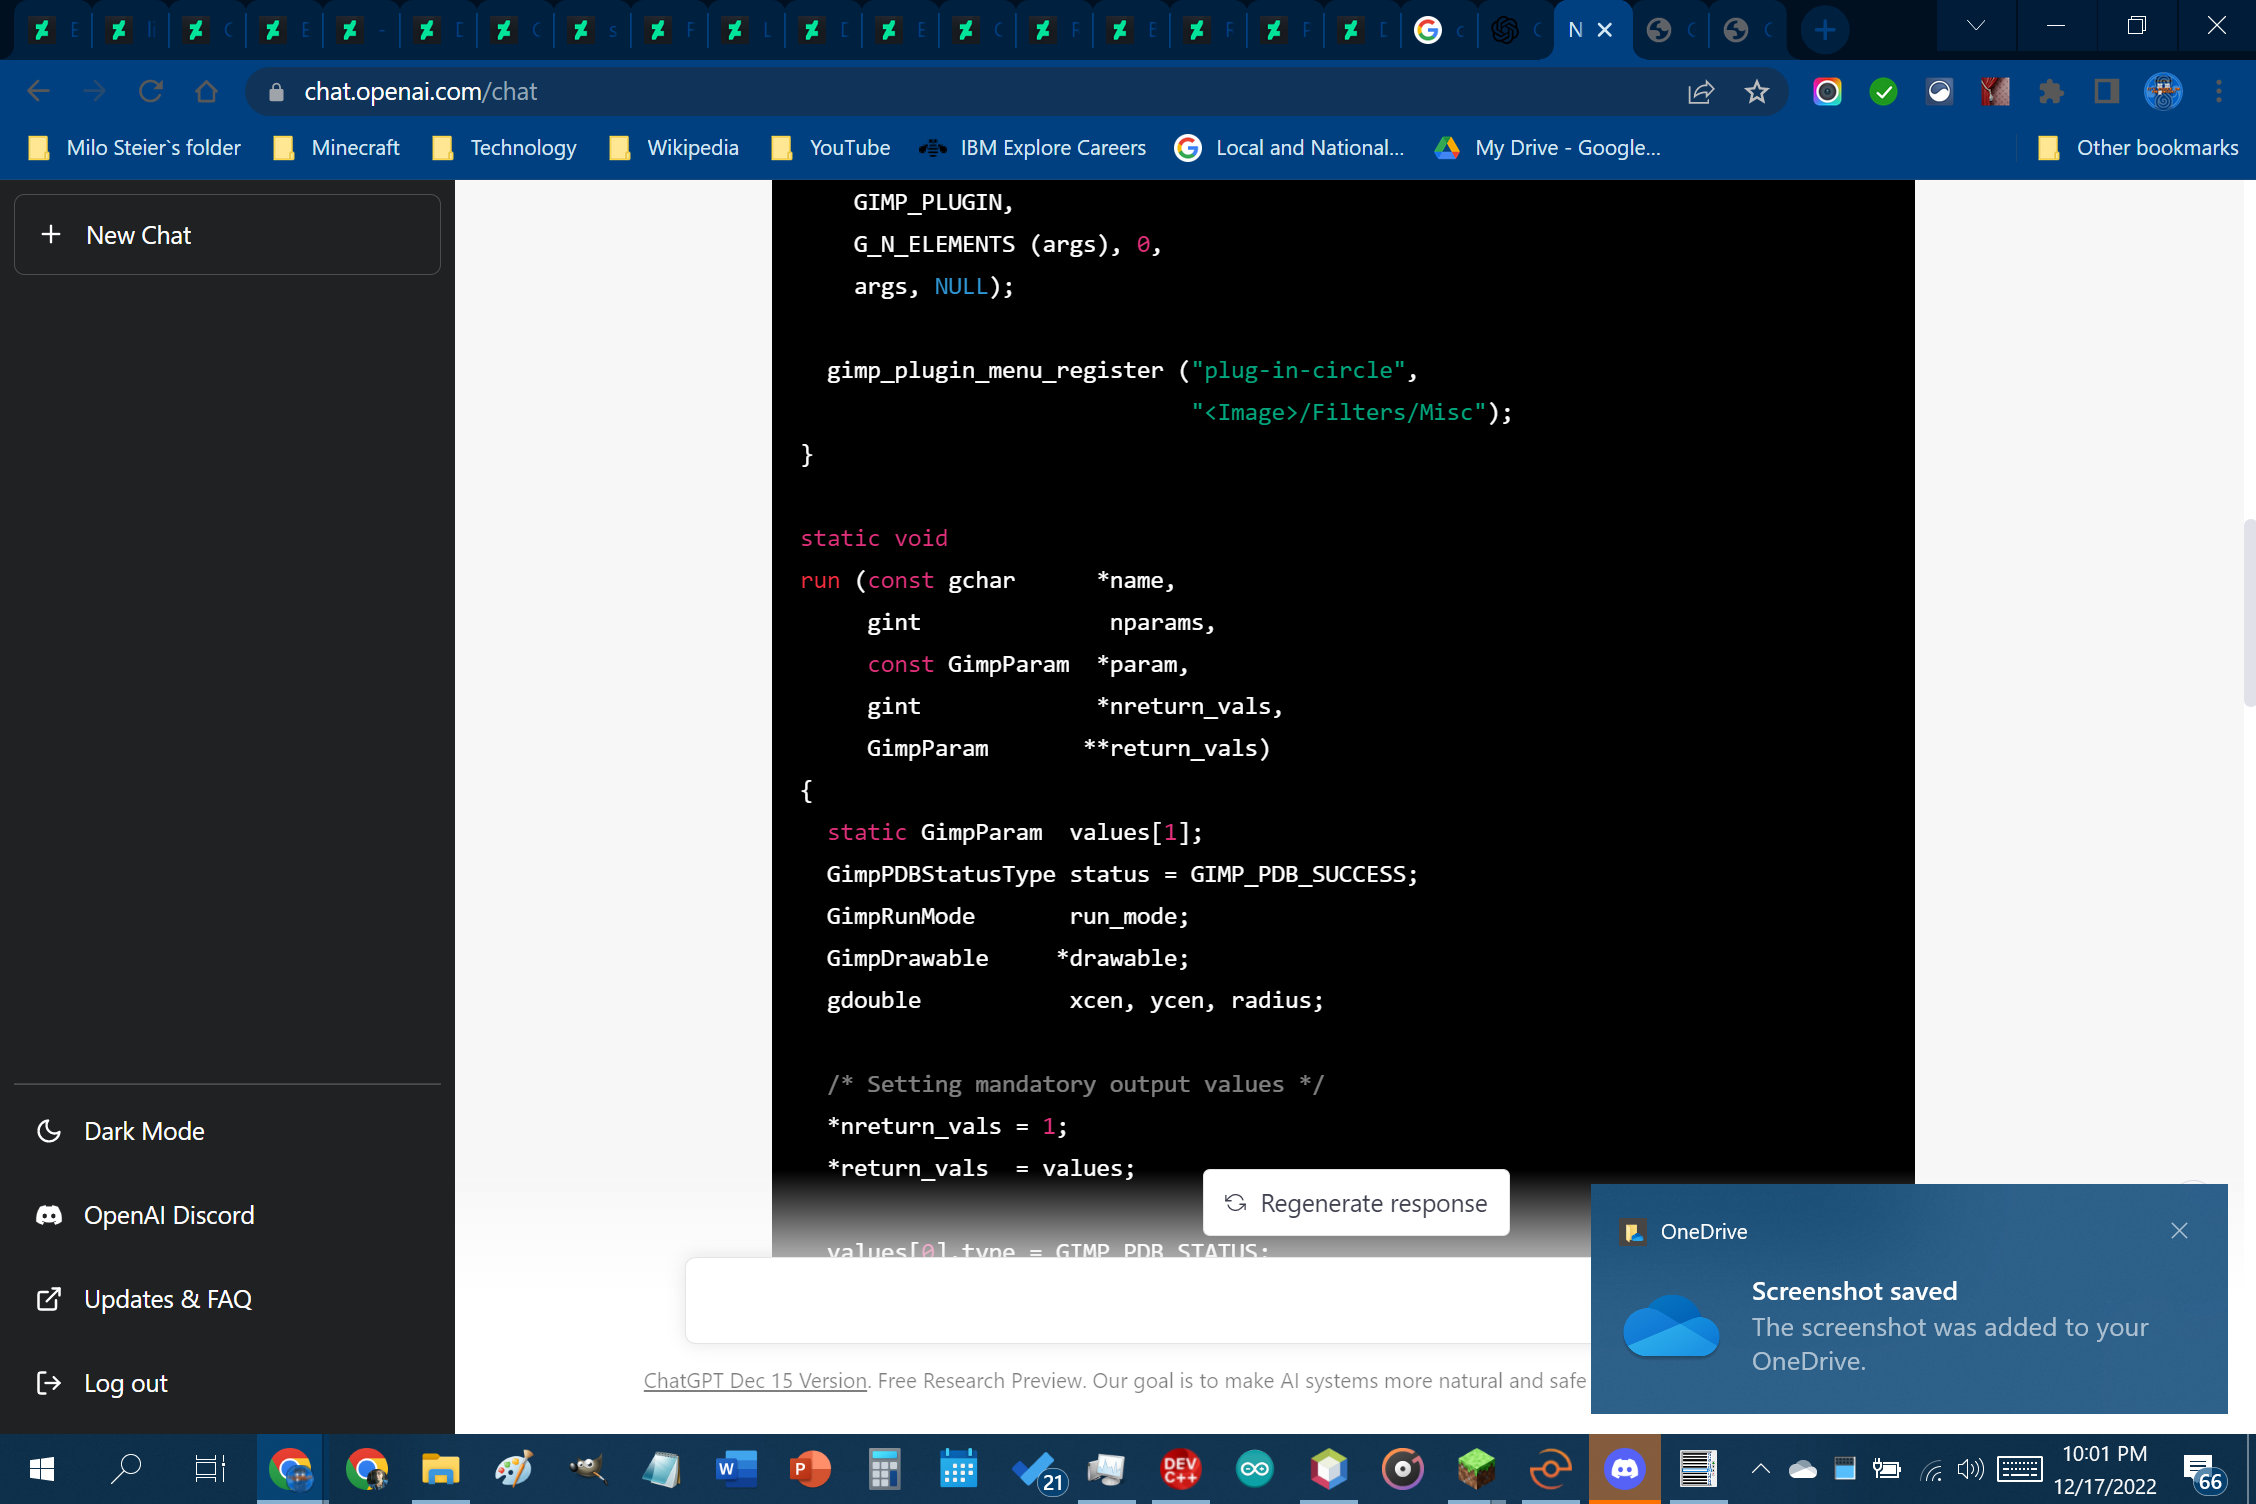 N
chat.openai.com/chat
Milo Steier`s folder
Minecraft
Technology
Wikipedia
YouTube
IBM Explore Careers
Local and National...
My Drive - Google...
Other bookmarks
New Chat
GIMP_PLUGIN,
G_N_ELEMENTS (args), 0,
args, NULL);
gimp_plugin_menu_register ("plug-in-circle",
"<Image>/Filters/Misc");
}
static void
run (const gchar      *name,
gint              nparams,
const GimpParam  *param,
gint             *nreturn_vals,
GimpParam       **return_vals)
{
static GimpParam  values[1];
GimpPDBStatusType status = GIMP_PDB_SUCCESS;
GimpRunMode       run_mode;
GimpDrawable     *drawable;
gdouble           xcen, ycen, radius;
/* Setting mandatory output values */
*nreturn_vals = 1;
*return_vals  = values;
values[0].type = GIMP_PDB_STATUS;
Regenerate response
Dark Mode
OpenAI Discord
Updates & FAQ
Log out
ChatGPT Dec 15 Version. Free Research Preview. Our goal is to make AI systems more natural and safe
OneDrive
Screenshot saved
The screenshot was added to your
OneDrive.
W
P
21
DEV
C++
10:01 PM
12/17/2022
66